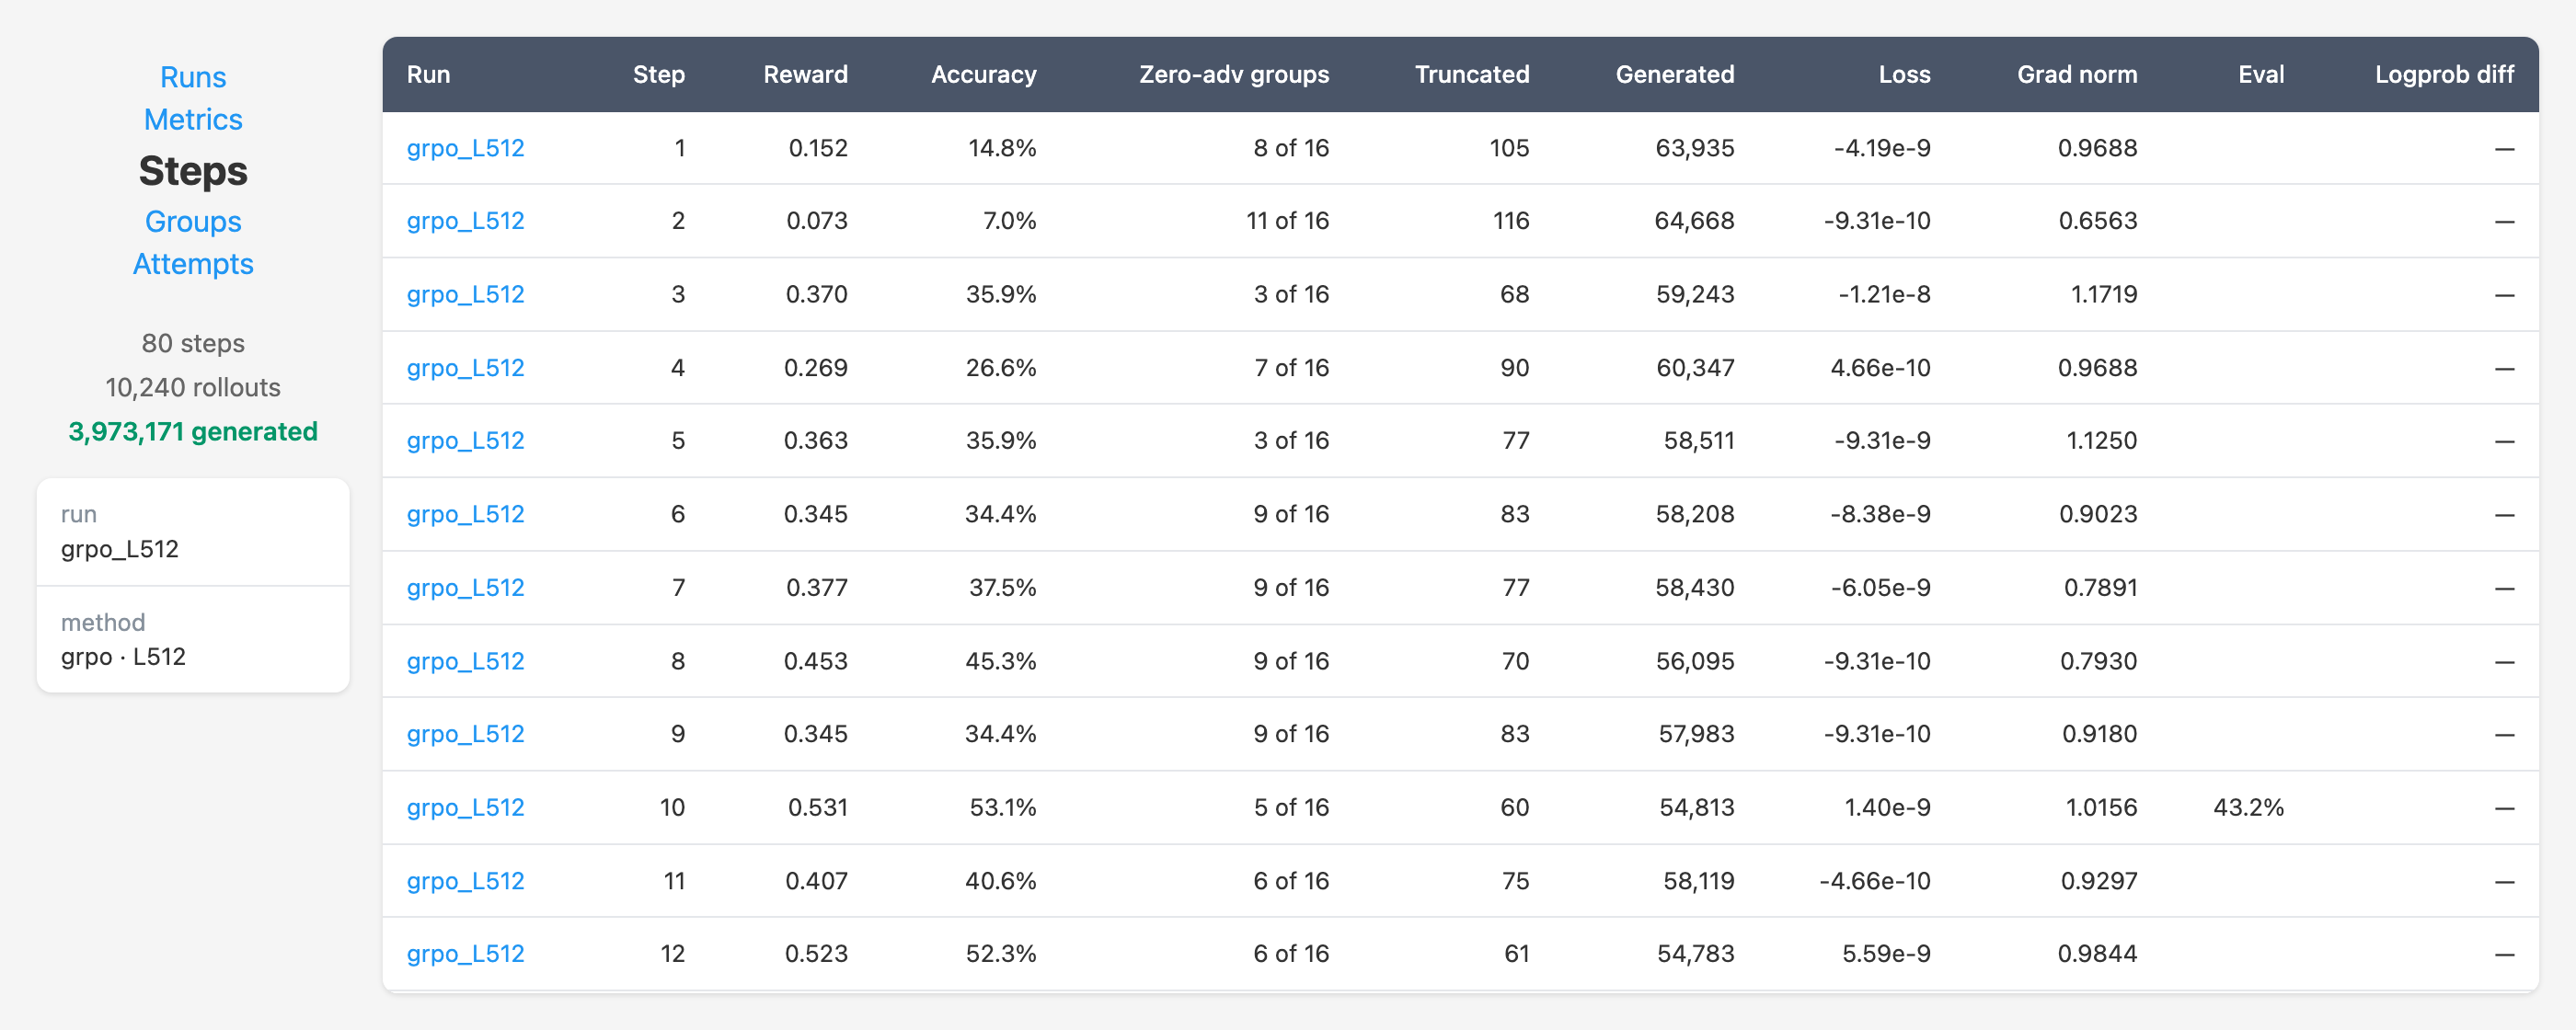 Runs
Metrics
Steps
Groups
Attempts
80 steps
10,240 rollouts
3,973,171 generated
run
grpo_L512
method
grpo · L512
Run Step Reward Accuracy Zero-adv groups Truncated Generated Loss Grad norm Eval Logprob diff
grpo_L512 1 0.152 14.8% 8 of 16 105 63,935 -4.19e-9 0.9688 —
grpo_L512 2 0.073 7.0% 11 of 16 116 64,668 -9.31e-10 0.6563 —
grpo_L512 3 0.370 35.9% 3 of 16 68 59,243 -1.21e-8 1.1719 —
grpo_L512 4 0.269 26.6% 7 of 16 90 60,347 4.66e-10 0.9688 —
grpo_L512 5 0.363 35.9% 3 of 16 77 58,511 -9.31e-9 1.1250 —
grpo_L512 6 0.345 34.4% 9 of 16 83 58,208 -8.38e-9 0.9023 —
grpo_L512 7 0.377 37.5% 9 of 16 77 58,430 -6.05e-9 0.7891 —
grpo_L512 8 0.453 45.3% 9 of 16 70 56,095 -9.31e-10 0.7930 —
grpo_L512 9 0.345 34.4% 9 of 16 83 57,983 -9.31e-10 0.9180 —
grpo_L512 10 0.531 53.1% 5 of 16 60 54,813 1.40e-9 1.0156 43.2% —
grpo_L512 11 0.407 40.6% 6 of 16 75 58,119 -4.66e-10 0.9297 —
grpo_L512 12 0.523 52.3% 6 of 16 61 54,783 5.59e-9 0.9844 —